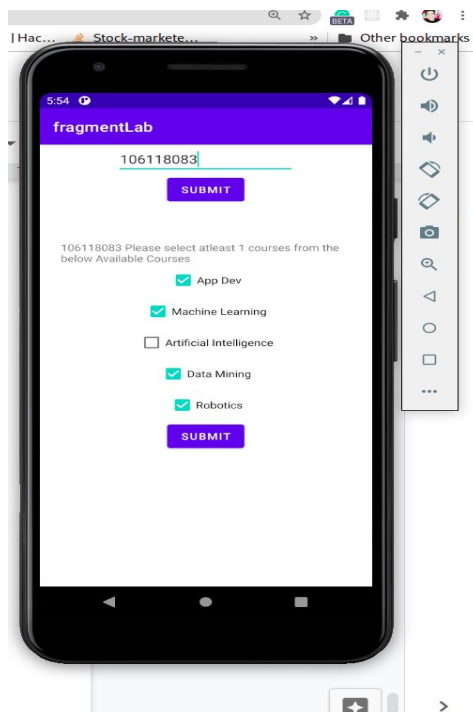 BETA
| Hac... Stock-markete... » Other bookmarks
5:54
fragmentLab
106118083
SUBMIT
106118083 Please select atleast 1 courses from the
below Available Courses
App Dev
Machine Learning
Artificial Intelligence
Data Mining
Robotics
SUBMIT